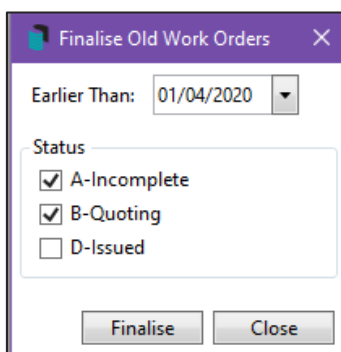 Finalise Old Work Orders
Earlier Than: 01/04/2020
Status
A-Incomplete
B-Quoting
D-Issued
Finalise Close